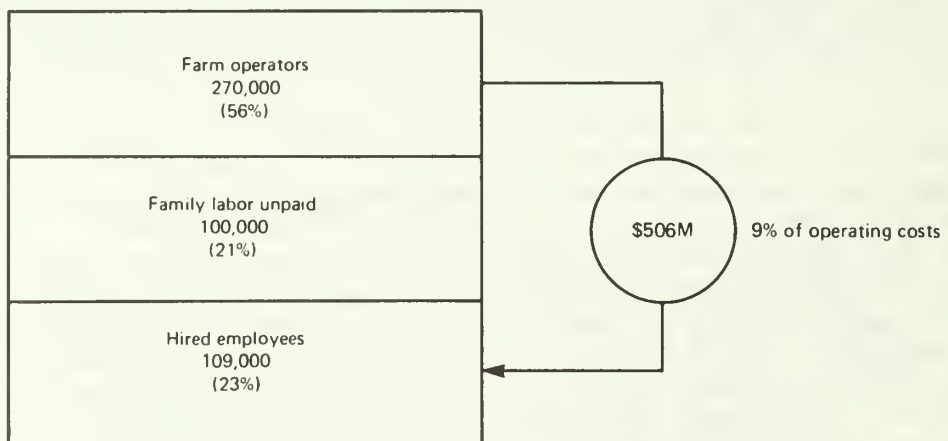 Farm operators
270,000
(56%)
Family labor unpaid
100,000
(21%)
Hired employees
109,000
(23%)
$506M
9% of operating costs